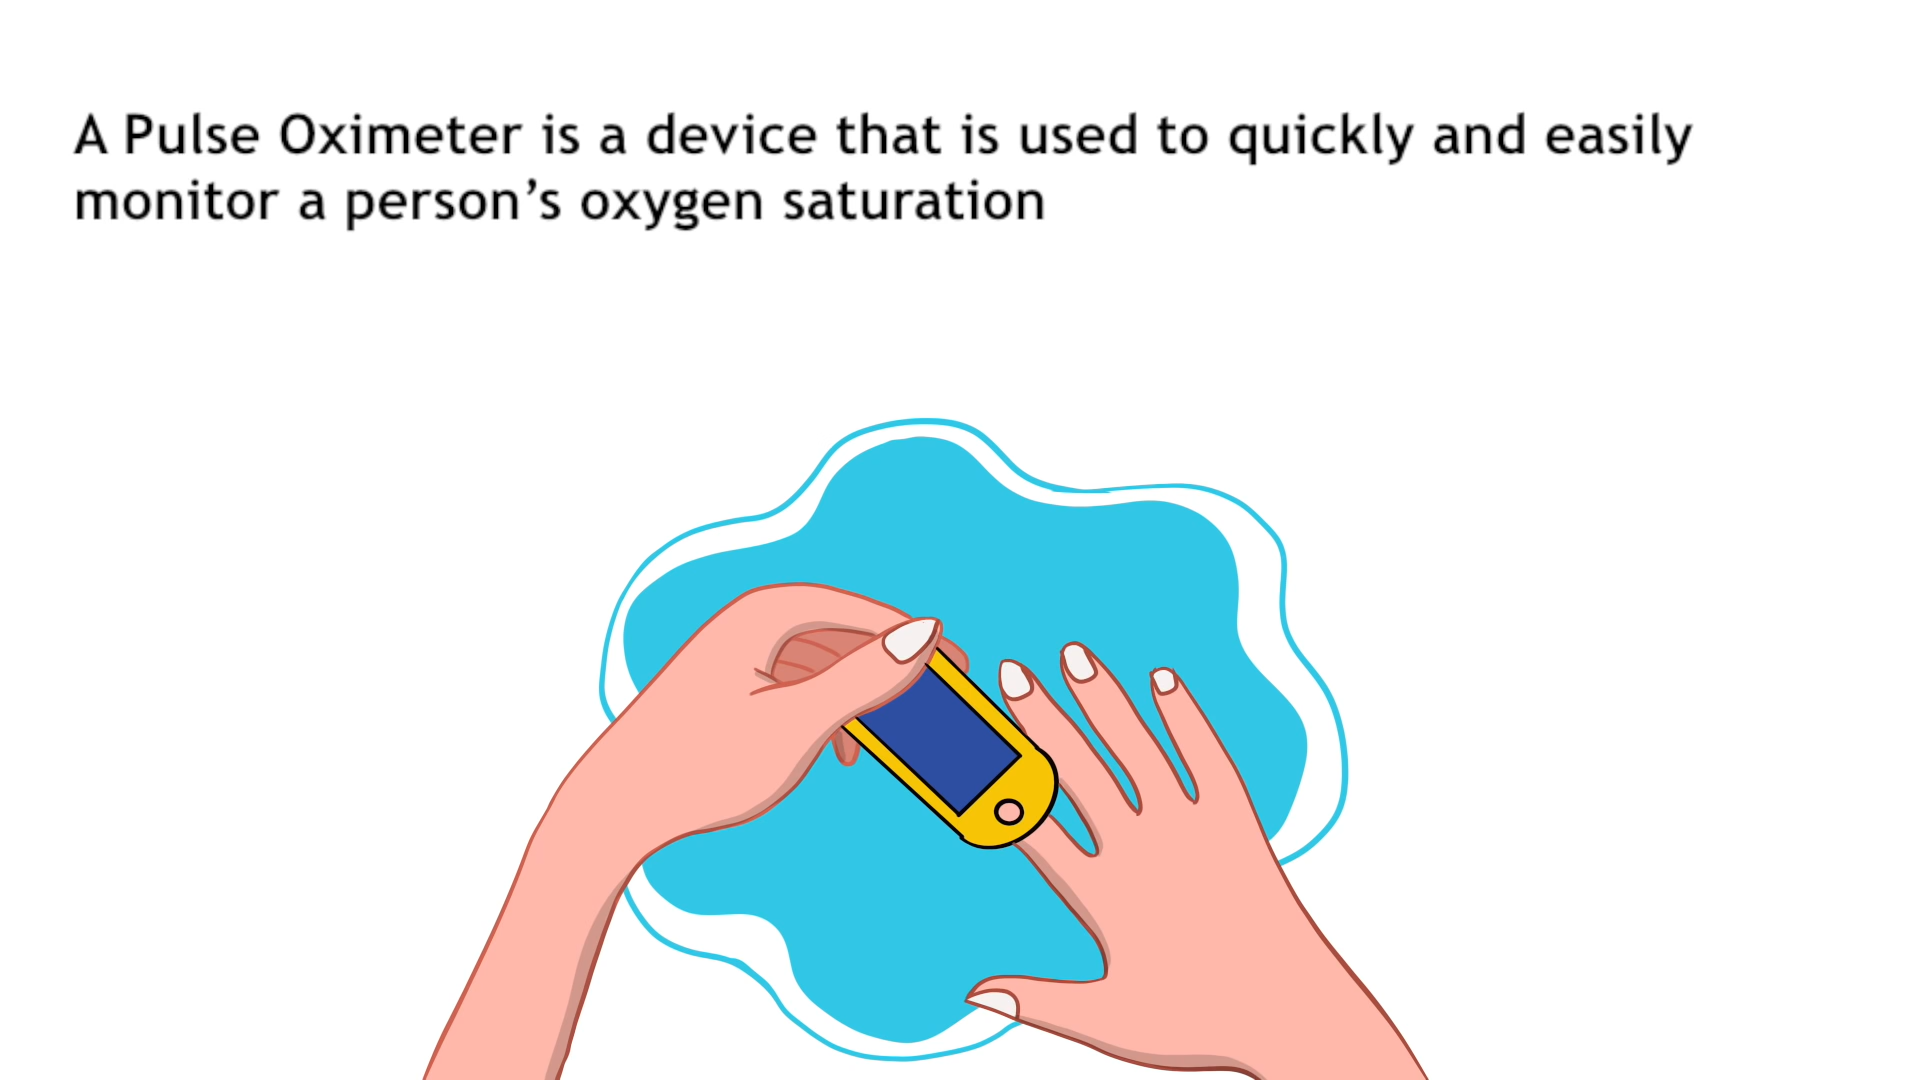 A Pulse Oximeter is a device that is used to quickly and easily
monitor a person’s oxygen saturation